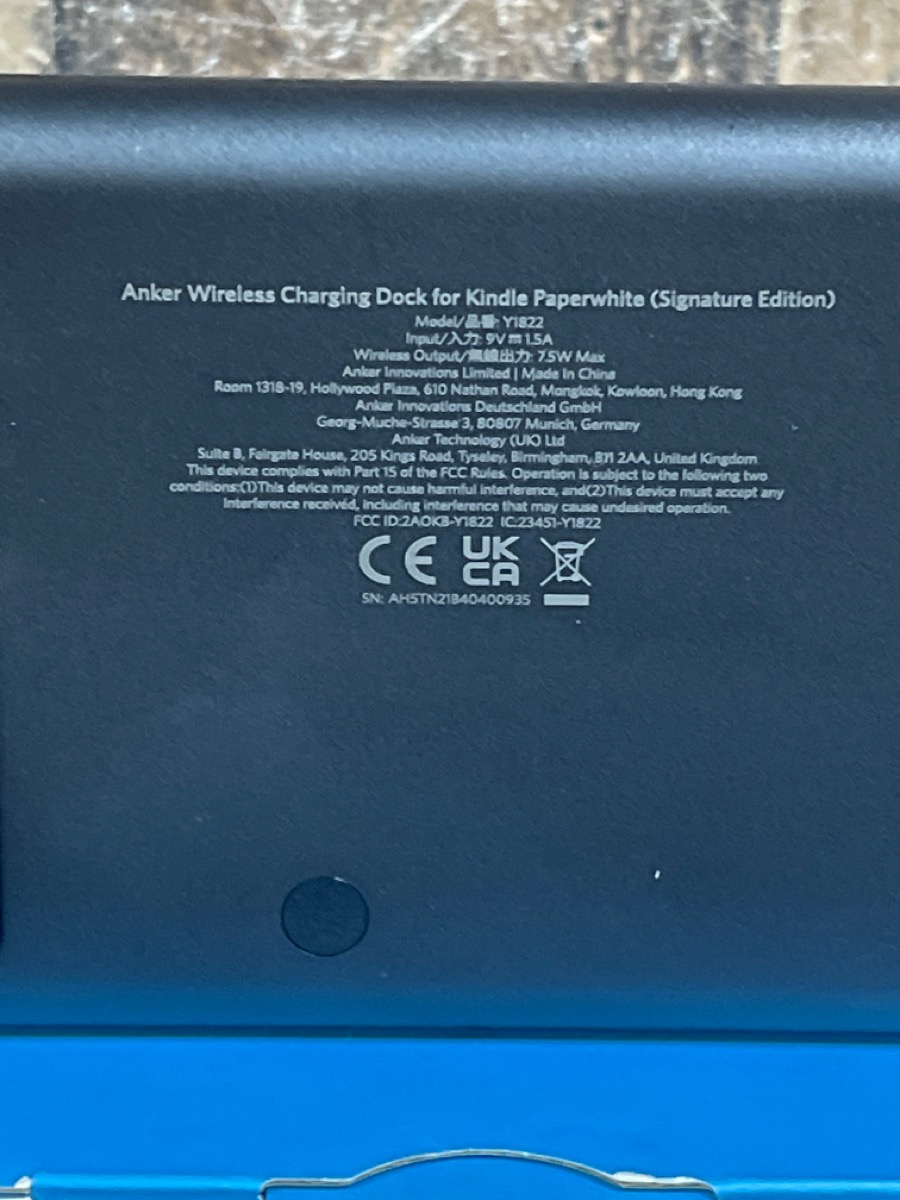 Anker Wireless Charging Dock for Kindle Paperwhite (Signature Edition)
Model/品番: Y1822
Input/入力: 9V⎓1.5A
Wireless Output/無線出力: 7.5W Max
Anker Innovations Limited | Made In China
Room 1318-19, Hollywood Plaza, 610 Nathan Road, Mongkok, Kowloon, Hong Kong
Anker Innovations Deutschland GmbH
Georg-Muche-Strasse 3, 80807 Munich, Germany
Anker Technology (UK) Ltd
Suite B, Fairgate House, 205 Kings Road, Tyseley, Birmingham, B11 2AA, United Kingdom
This device complies with Part 15 of the FCC Rules. Operation is subject to the following two
conditions:(1)This device may not cause harmful interference, and(2)This device must accept any
interference received, including interference that may cause undesired operation.
FCC ID:2AOKB-Y1822 IC:23451-Y1822
CE UK CA
SN: AH5TN21B40400935